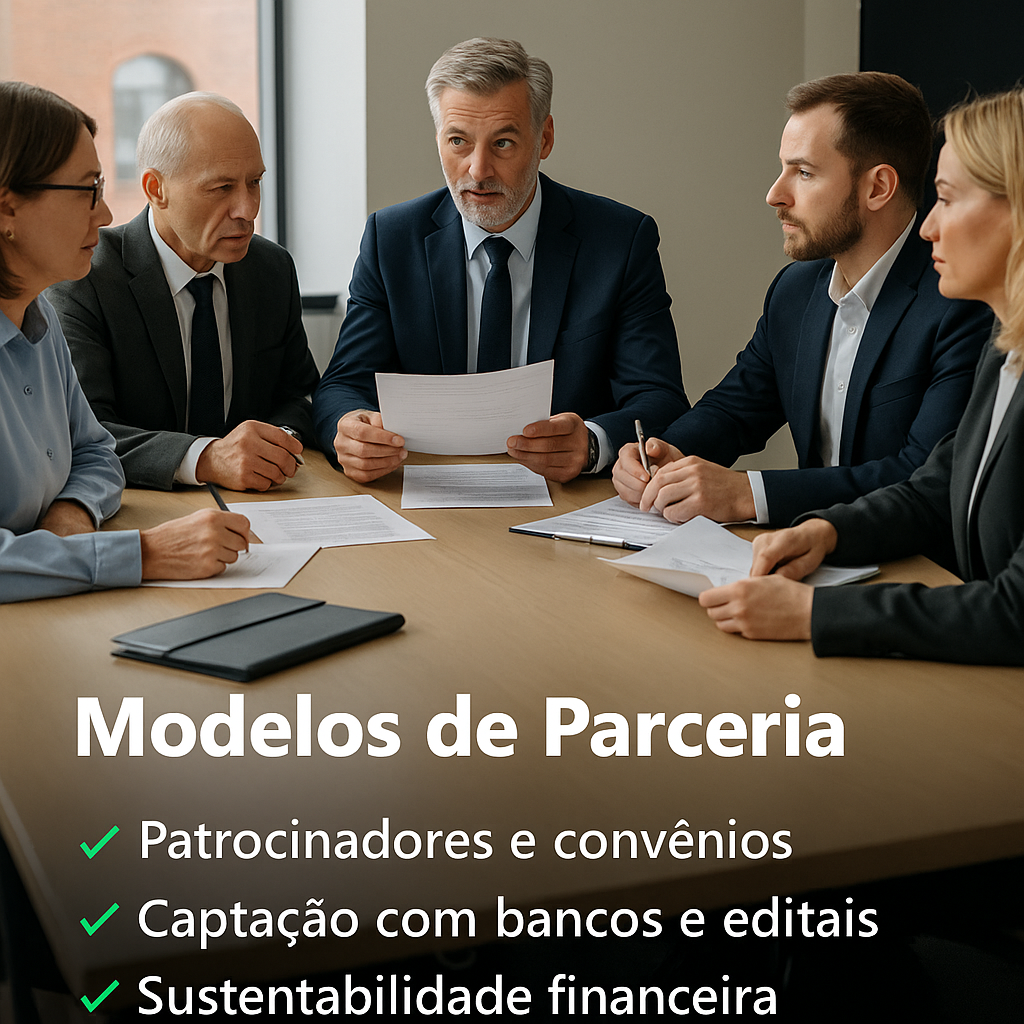 Modelos de Parceria
✓ Patrocinadores e convênios
✓ Captação com bancos e editais
✓ Sustentabilidade financeira